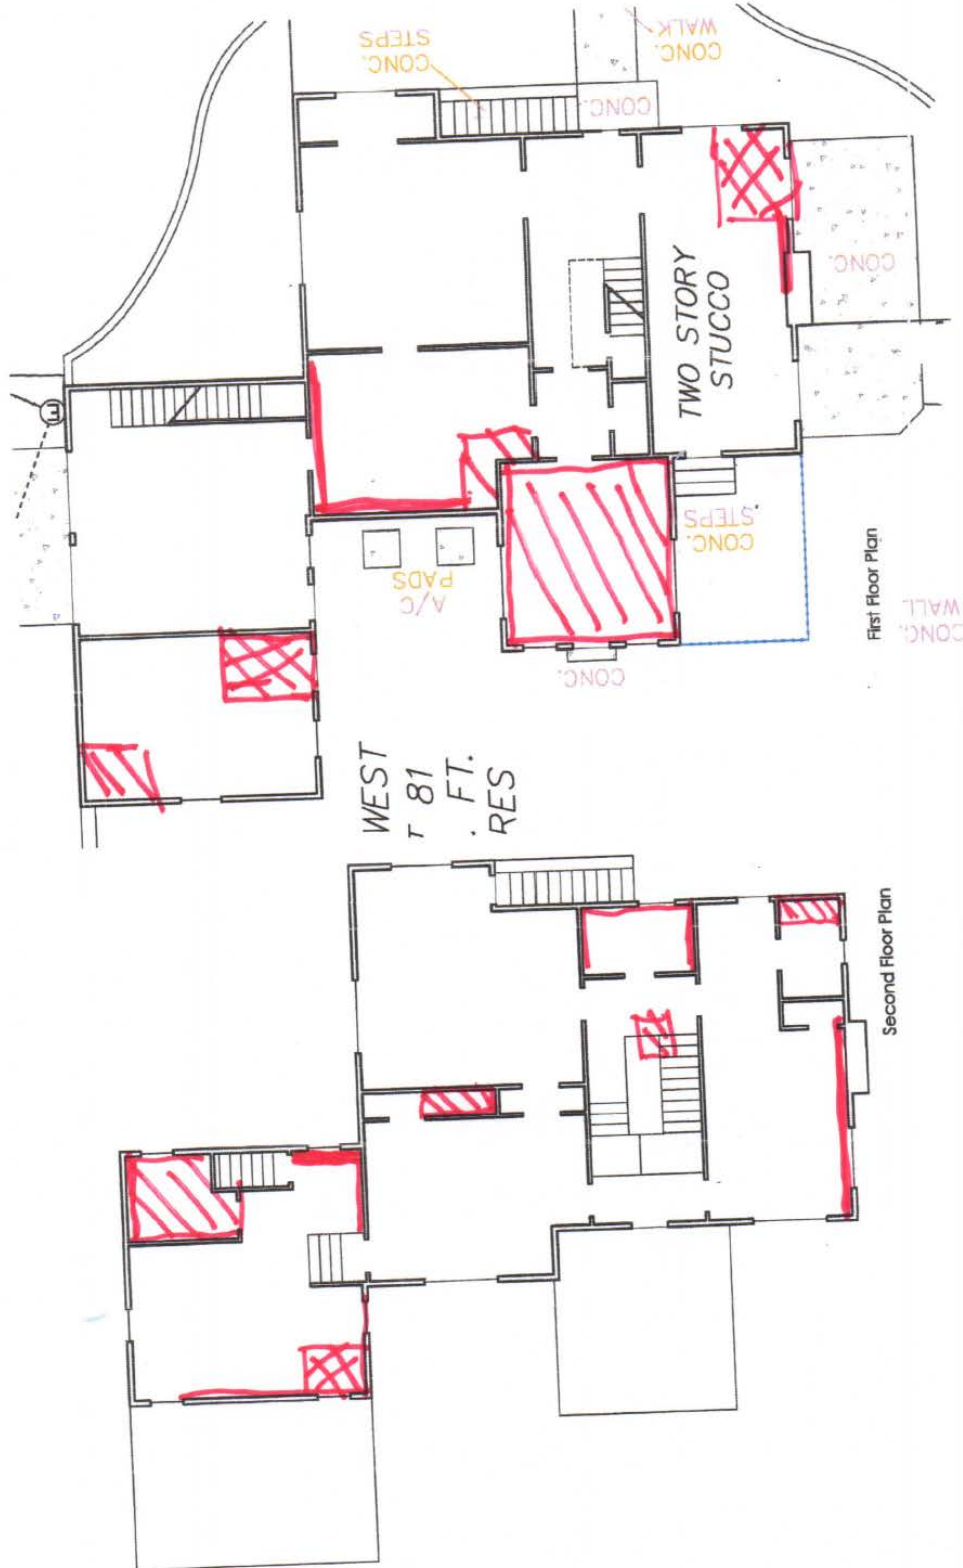 CONC.
STEPS
CONC.
WALK
CONC.
E
TWO STORY
STUCCO
CONC.
A/C
PADS
CONC.
STEPS
CONC.
First Floor Plan
CONC.
WALL
WEST
T 81
. FT.
RES
Second Floor Plan